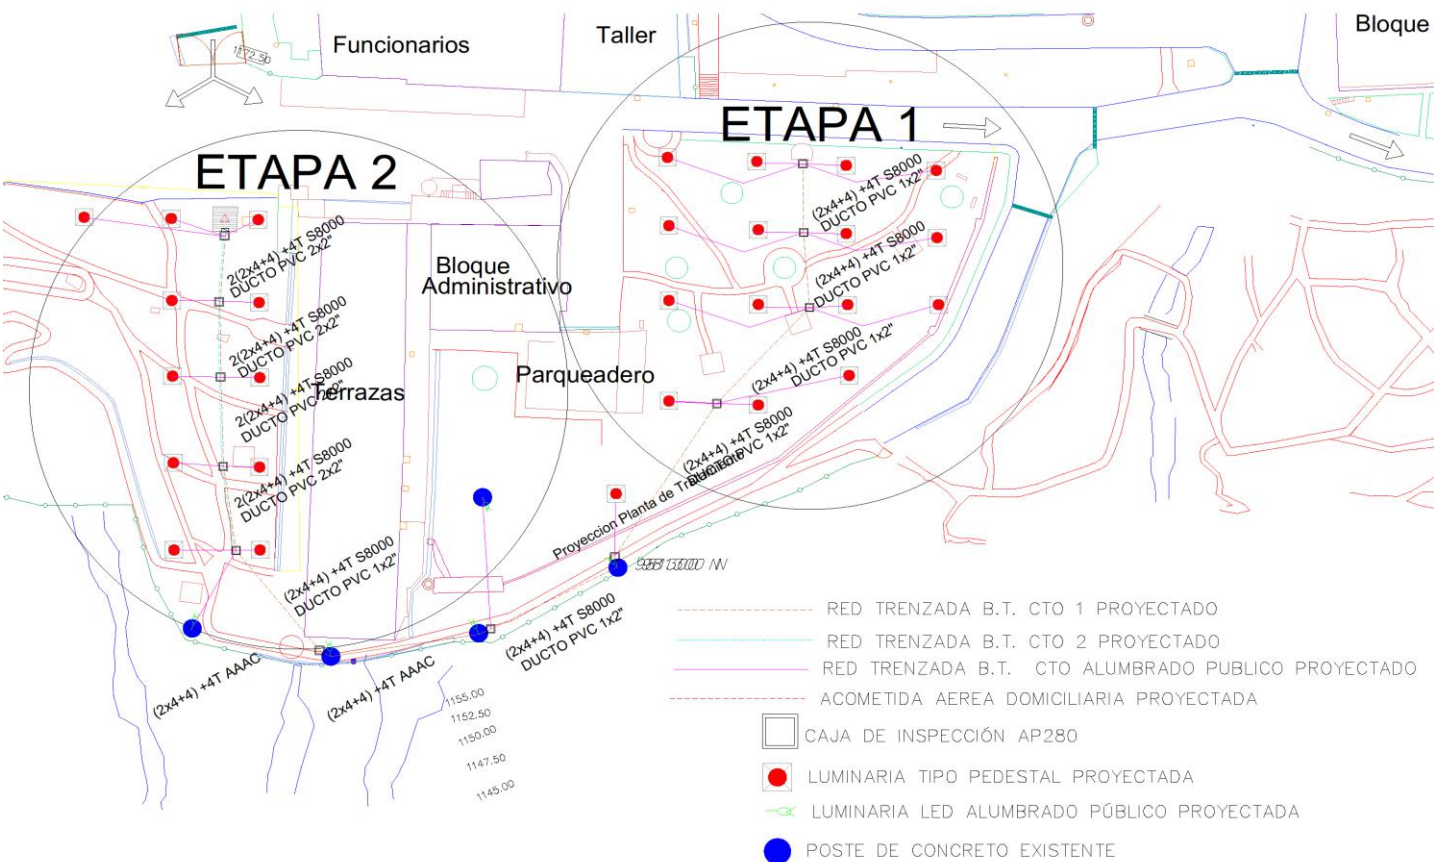 Funcionarios
Taller
Bloque
1172.50
ETAPA 1
ETAPA 2
(2x4+4) +4T S8000
DUCTO PVC 1x2"
(2x4+4) +4T S8000
DUCTO PVC 1x2"
(2x4+4) +4T S8000
DUCTO PVC 1x2"
(2x4+4) +4T S8000
DUCTO PVC 1x2"
2(2x4+4) +4T S8000
DUCTO PVC 2x2"
2(2x4+4) +4T S8000
DUCTO PVC 2x2"
2(2x4+4) +4T S8000
DUCTO PVC 2x2"
2(2x4+4) +4T S8000
DUCTO PVC 2x2"
Bloque
Administrativo
Terrazas
Parqueadero
Proyeccion Planta de Tratamiento
(2x4+4) +4T S8000
DUCTO PVC 1x2"
(2x4+4) +4T S8000
DUCTO PVC 1x2"
(2x4+4) +4T AAAC
(2x4+4) +4T AAAC
1155.00
1152.50
1150.00
1147.50
1145.00
RED TRENZADA B.T. CTO 1 PROYECTADO
RED TRENZADA B.T. CTO 2 PROYECTADO
RED TRENZADA B.T. CTO ALUMBRADO PUBLICO PROYECTADO
ACOMETIDA AEREA DOMICILIARIA PROYECTADA
CAJA DE INSPECCIÓN AP280
LUMINARIA TIPO PEDESTAL PROYECTADA
LUMINARIA LED ALUMBRADO PÚBLICO PROYECTADA
POSTE DE CONCRETO EXISTENTE